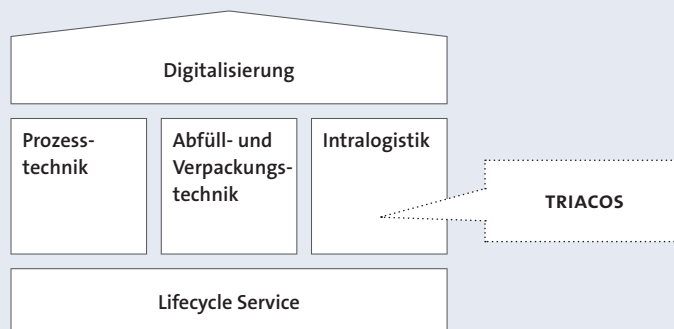 Digitalisierung
Prozess-
technik
Abfüll- und
Verpackungs-
technik
Intralogistik
TRIACOS
Lifecycle Service